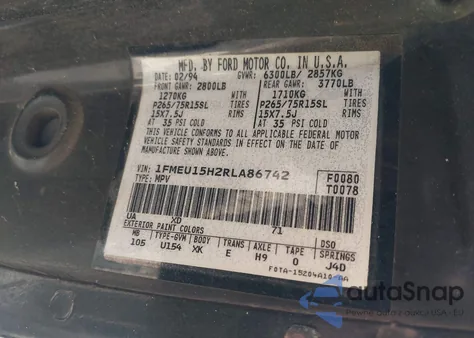 MFD. BY FORD MOTOR CO. IN U.S.A.
DATE: 02/94 GVWR: 6300LB/ 2857KG
FRONT GAWR: 2800LB REAR GAWR: 3770LB
1270KG WITH 1710KG WITH
P265/75R15SL TIRES P265/75R15SL TIRES
15X7.5J RIMS 15X7.5J RIMS
AT 35 PSI COLD AT 35 PSI COLD
THIS VEHICLE CONFORMS TO ALL APPLICABLE FEDERAL MOTOR
VEHICLE SAFETY STANDARDS IN EFFECT ON THE DATE OF
MANUFACTURE SHOWN ABOVE.
VIN: 1FMEU15H2RLA86742 F0080
TYPE: MPV T0078
UA XD 71
EXTERIOR PAINT COLORS DSO
MB TYPE-GVM BODY TRANS AXLE TAPE SPRINGS
105 U154 XK E H9 0 J4D
autoSnap